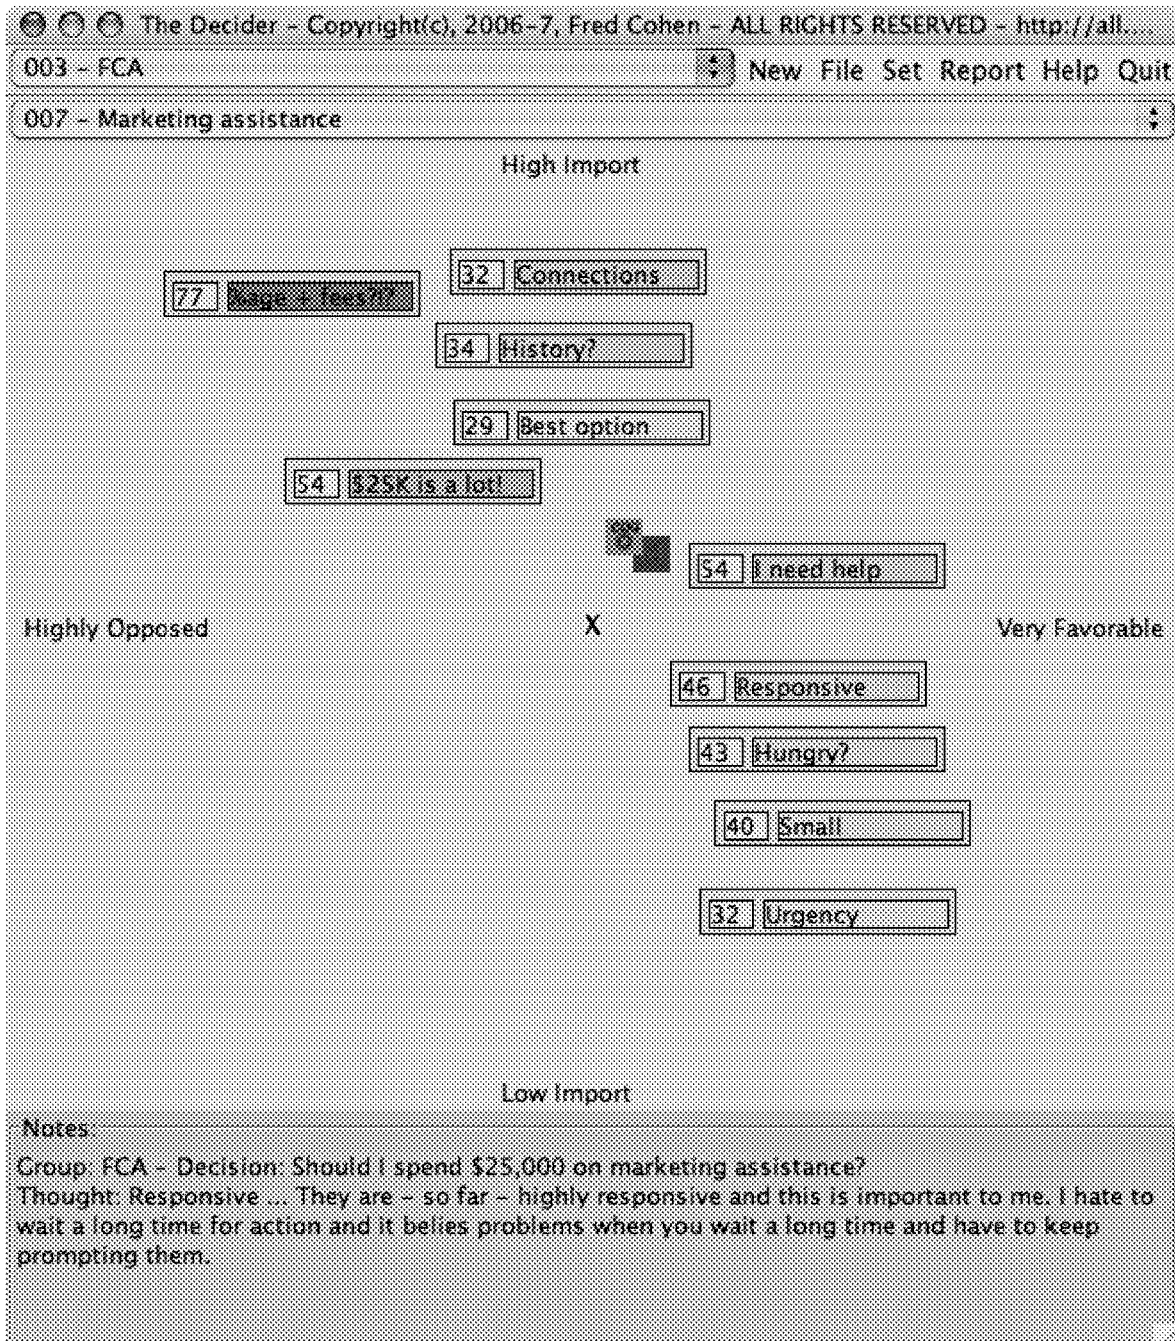 The Decider - Copyright(c), 2006-7, Fred Cohen - ALL RIGHTS RESERVED - http://all....
003 - FCA
New File Set Report Help Quit
007 - Marketing assistance
High Import
32 Connections
77 %age + fees?!?
34 History?
29 Best option
54 $25K is a lot!
54 I need help
Highly Opposed X Very Favorable
46 Responsive
43 Hungry?
40 Small
32 Urgency
Low Import
Notes:
Group: FCA - Decision: Should I spend $25,000 on marketing assistance?
Thought: Responsive ... They are - so far - highly responsive and this is important to me. I hate to
wait a long time for action and it belies problems when you wait a long time and have to keep
prompting them.